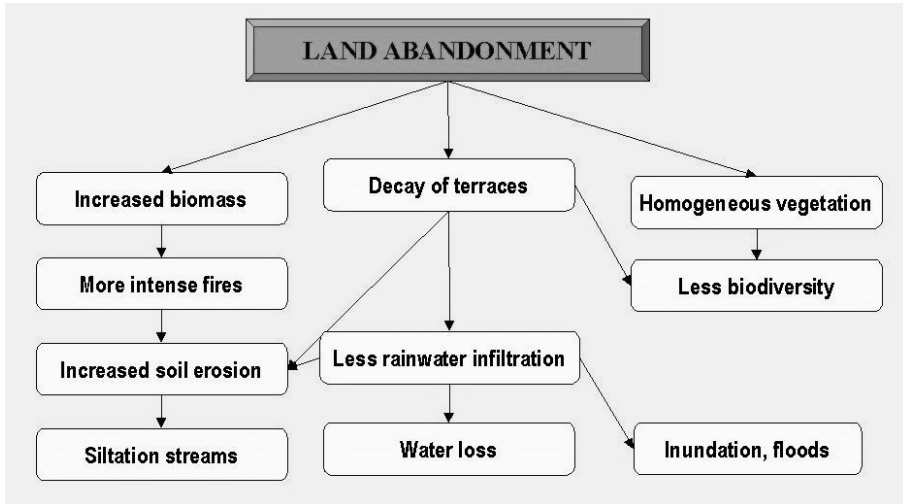 LAND ABANDONMENT
Increased biomass
Decay of terraces
Homogeneous vegetation
More intense fires
Less biodiversity
Increased soil erosion
Less rainwater infiltration
Siltation streams
Water loss
Inundation, floods